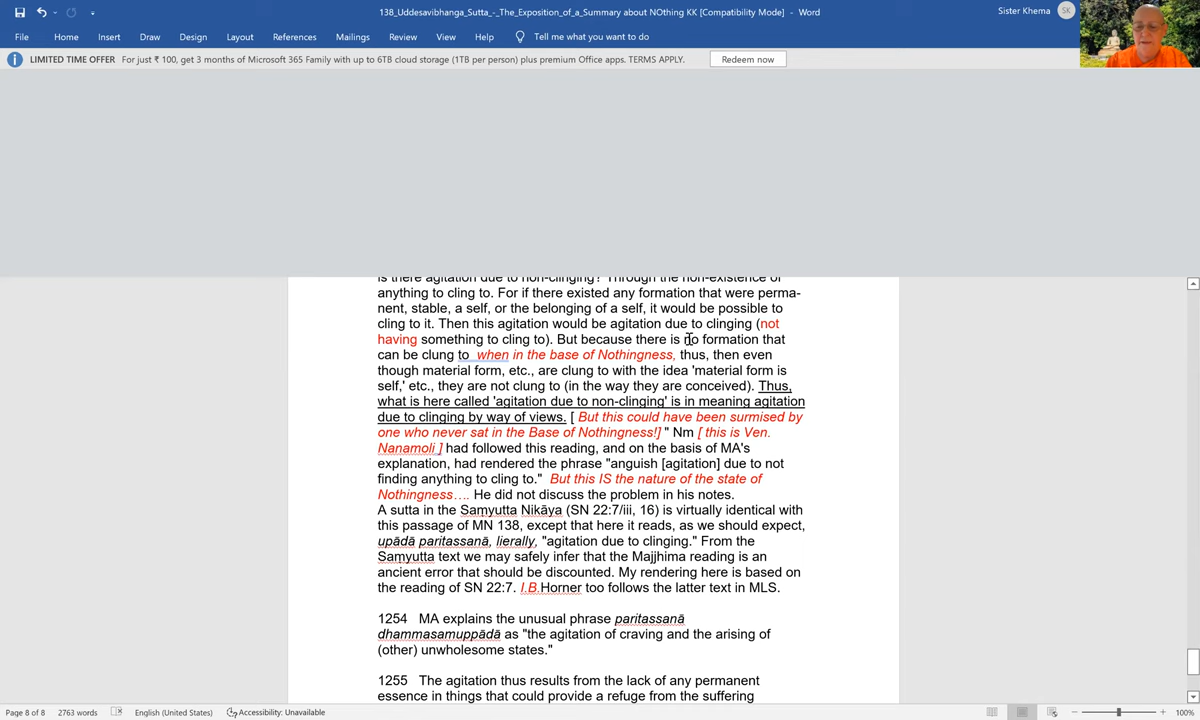 138_Uddesavibhanga_Sutta_-_The_Exposition_of_a_Summary about NOthing KK [Compatibility Mode] - Word
Sister Khema
SK
File Home Insert Draw Design Layout References Mailings Review View Help Tell me what you want to do
LIMITED TIME OFFER For just ₹ 100, get 3 months of Microsoft 365 Family with up to 6TB cloud storage (1TB per person) plus premium Office apps. TERMS APPLY. Redeem now
is there agitation due to non-clinging? Through the non-existence of
anything to cling to. For if there existed any formation that were perma-
nent, stable, a self, or the belonging of a self, it would be possible to
cling to it. Then this agitation would be agitation due to clinging (not
having something to cling to). But because there is no formation that
can be clung to when in the base of Nothingness, thus, then even
though material form, etc., are clung to with the idea 'material form is
self,' etc., they are not clung to (in the way they are conceived). Thus,
what is here called 'agitation due to non-clinging' is in meaning agitation
due to clinging by way of views. [ But this could have been surmised by
one who never sat in the Base of Nothingness!] " Nm [ this is Ven.
Nanamoli ] had followed this reading, and on the basis of MA's
explanation, had rendered the phrase "anguish [agitation] due to not
finding anything to cling to." But this IS the nature of the state of
Nothingness…. He did not discuss the problem in his notes.
A sutta in the Saṃyutta Nikāya (SN 22:7/iii, 16) is virtually identical with
this passage of MN 138, except that here it reads, as we should expect,
upādā paritassanā, lierally, "agitation due to clinging." From the
Saṃyutta text we may safely infer that the Majjhima reading is an
ancient error that should be discounted. My rendering here is based on
the reading of SN 22:7. I.B.Horner too follows the latter text in MLS.
1254 MA explains the unusual phrase paritassanā
dhammasamuppādā as "the agitation of craving and the arising of
(other) unwholesome states."
1255 The agitation thus results from the lack of any permanent
essence in things that could provide a refuge from the suffering
Page 8 of 8 2763 words English (United States) Accessibility: Unavailable 100%